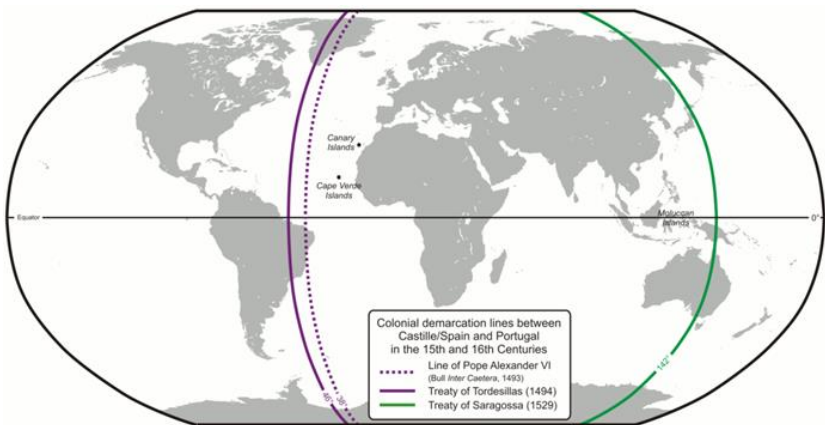 Canary
Islands
Cape Verde
Islands
Equator
Moluccan
Islands
0°
Colonial demarcation lines between
Castille/Spain and Portugal
in the 15th and 16th Centuries
Line of Pope Alexander VI
(Bull Inter Caetera, 1493)
Treaty of Tordesillas (1494)
Treaty of Saragossa (1529)
46°
38°
142°